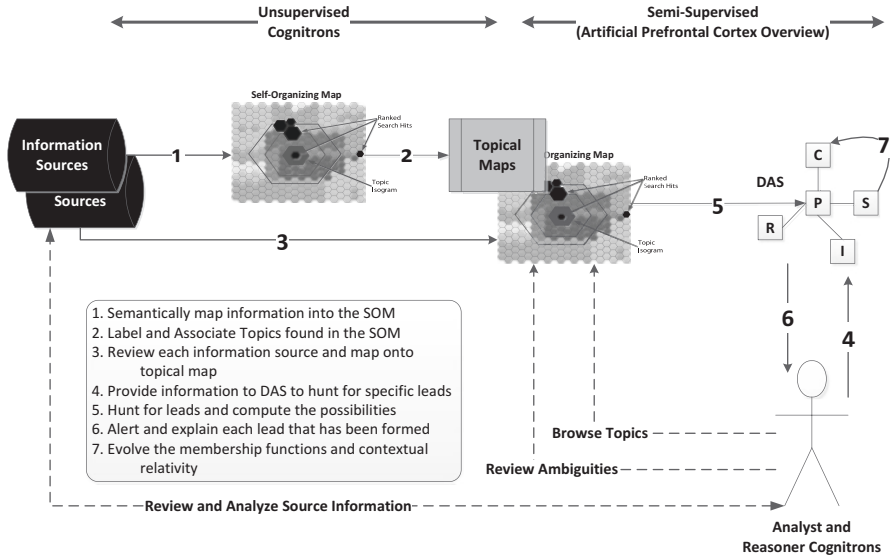 Unsupervised
Cognitrons
Semi-Supervised
(Artificial Prefrontal Cortex Overview)
Self-Organizing Map
Ranked
Search Hits
Topic
Isogram
Information
Sources
Sources
1
2
Topical
Maps
Organizing Map
Ranked
Search Hits
Topic
Isogram
3
5
DAS
C
7
P
S
R
I
6
4
1. Semantically map information into the SOM
2. Label and Associate Topics found in the SOM
3. Review each information source and map onto
topical map
4. Provide information to DAS to hunt for specific leads
5. Hunt for leads and compute the possibilities
6. Alert and explain each lead that has been formed
7. Evolve the membership functions and contextual
relativity
Browse Topics
Review Ambiguities
Review and Analyze Source Information
Analyst and
Reasoner Cognitrons